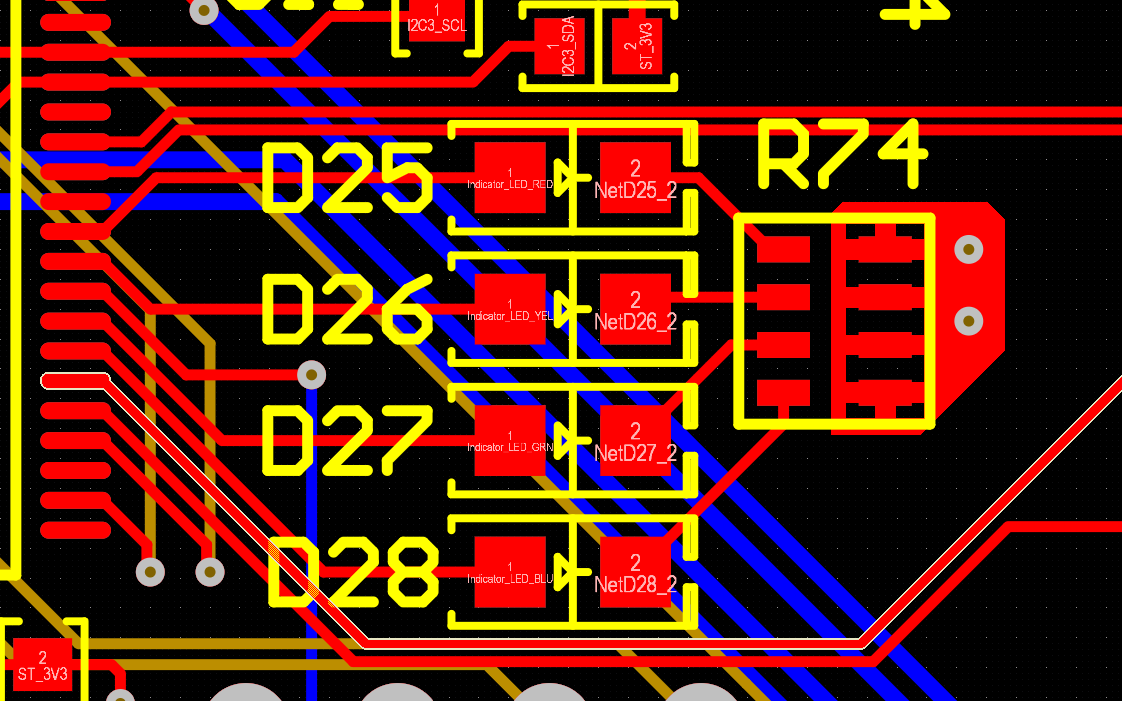 1
I2C3_SCL
1
I2C3_SDA
2
ST_3V3
D25
1
Indicator_LED_RED
2
NetD25_2
R74
D26
1
Indicator_LED_YEL
2
NetD26_2
D27
1
Indicator_LED_GRN
2
NetD27_2
D28
1
Indicator_LED_BLU
2
NetD28_2
2
ST_3V3